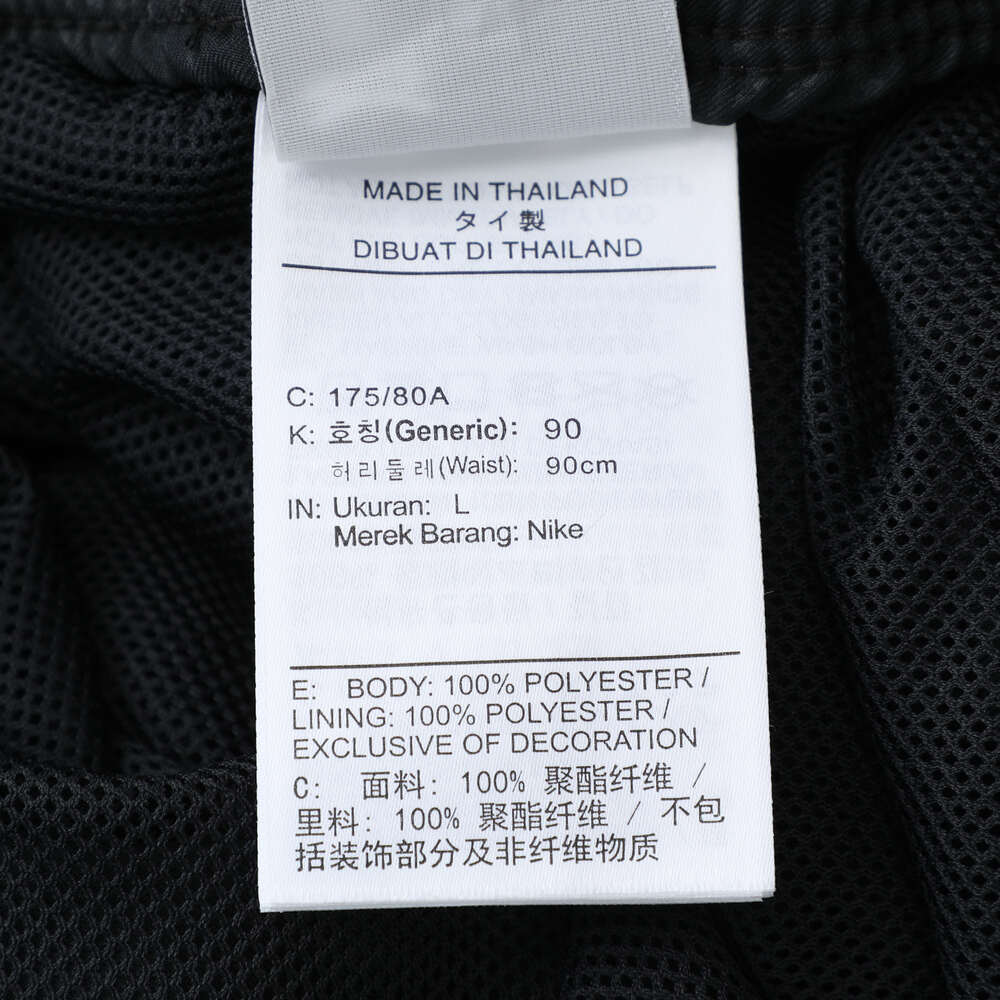 MADE IN THAILAND
タイ製
DIBUAT DI THAILAND
C: 175/80A
K: 호칭(Generic): 90
허리둘레(Waist): 90cm
IN: Ukuran: L
Merek Barang: Nike
E: BODY: 100% POLYESTER /
LINING: 100% POLYESTER /
EXCLUSIVE OF DECORATION
C: 面料: 100% 聚酯纤维 /
里料: 100% 聚酯纤维 / 不包
括装饰部分及非纤维物质